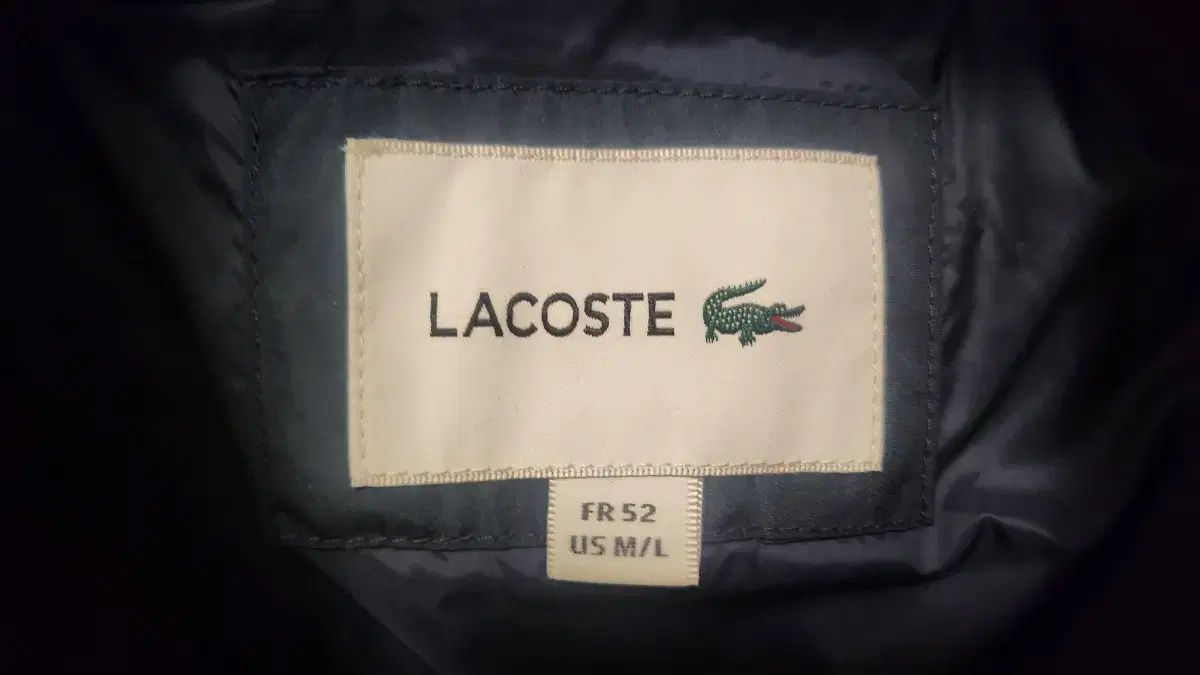 LACOSTE
FR 52
US M/L